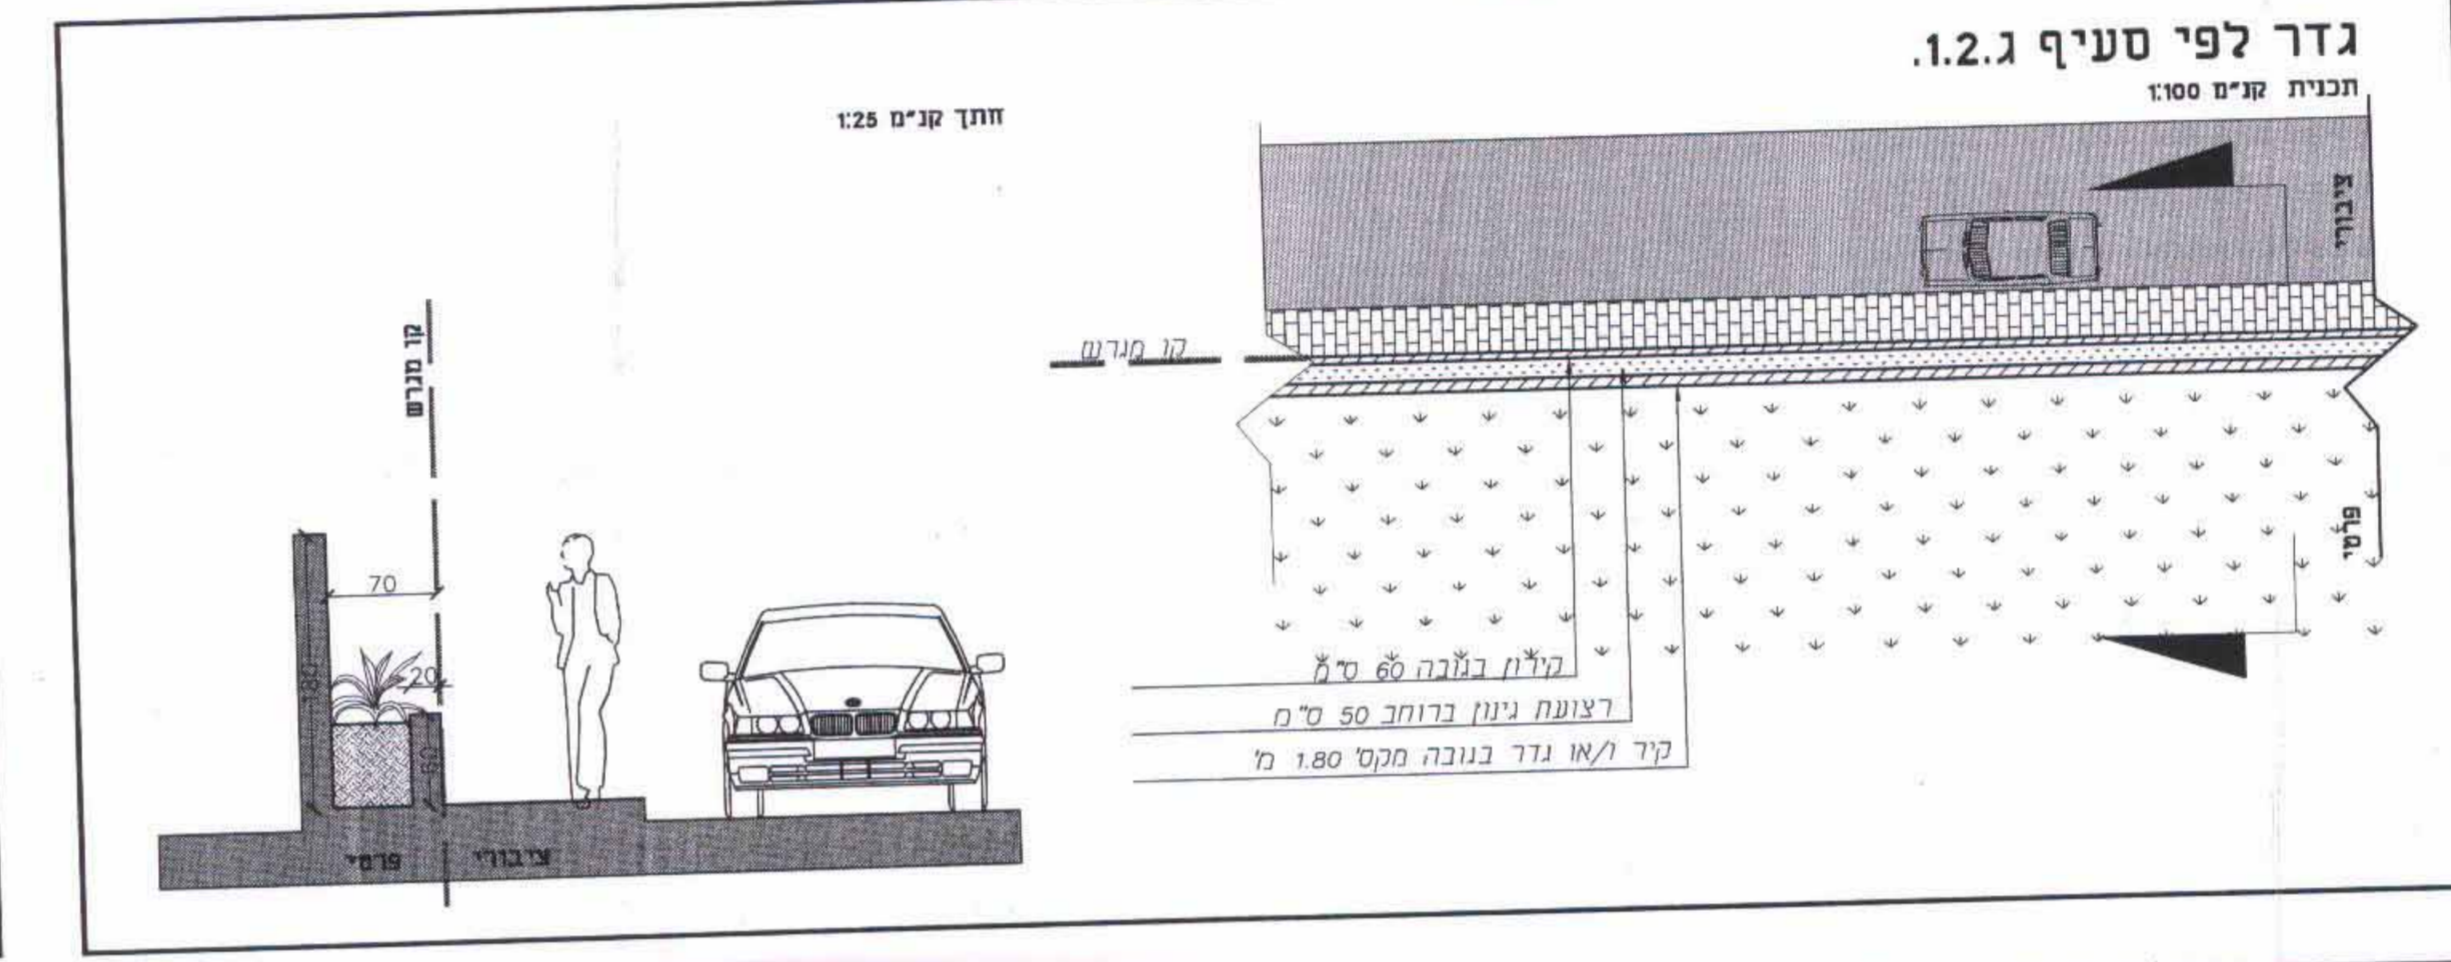 גדר לפי סעיף ג.1.2.
תכנית קנ"מ 1:100
חתך קנ"מ 1:25
ציבורי
קו מגרש
קו מגרש
פרטי
70
20
180
60
קירון בגובה 60 ס"מ
רצועת גינון ברוחב 50 ס"מ
קיר ו/או גדר בגובה מקס' 1.80 מ'
פרטי
ציבורי